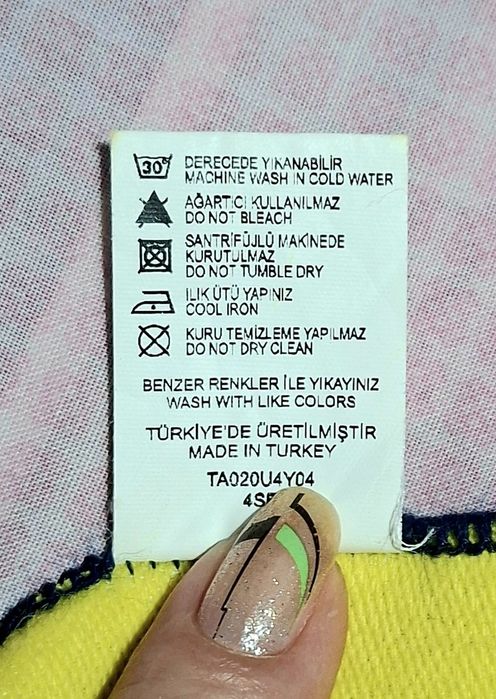 30° DERECEDE YIKANABİLİR
MACHINE WASH IN COLD WATER
AĞARTICI KULLANILMAZ
DO NOT BLEACH
SANTRİFÜJLÜ MAKİNEDE
KURUTULMAZ
DO NOT TUMBLE DRY
ILIK ÜTÜ YAPINIZ
COOL IRON
KURU TEMİZLEME YAPILMAZ
DO NOT DRY CLEAN
BENZER RENKLER İLE YIKAYINIZ
WASH WITH LIKE COLORS
TÜRKİYE'DE ÜRETİLMİŞTİR
MADE IN TURKEY
TA020U4Y04